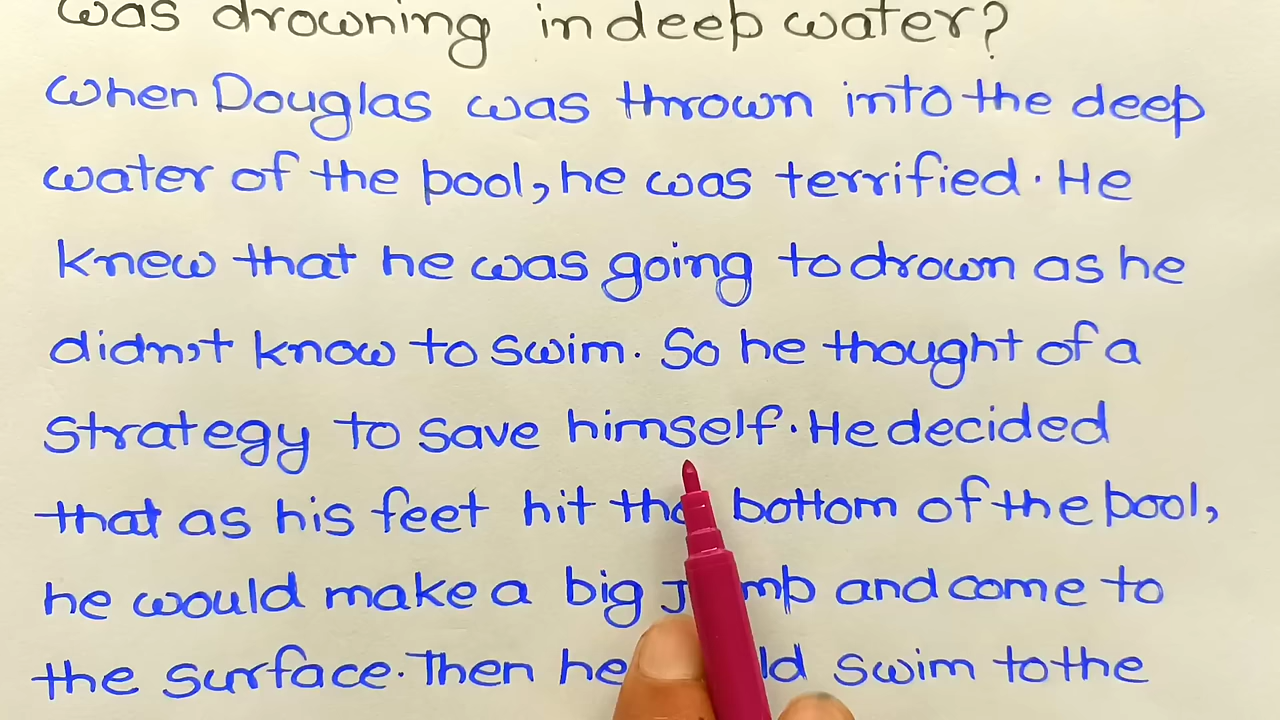 was drowning in deep water?
When Douglas was thrown into the deep
water of the pool, he was terrified. He
knew that he was going to drown as he
didn't know to swim. So he thought of a
strategy to save himself. He decided
that as his feet hit the bottom of the pool,
he would make a big jump and come to
the surface. Then he swim to the